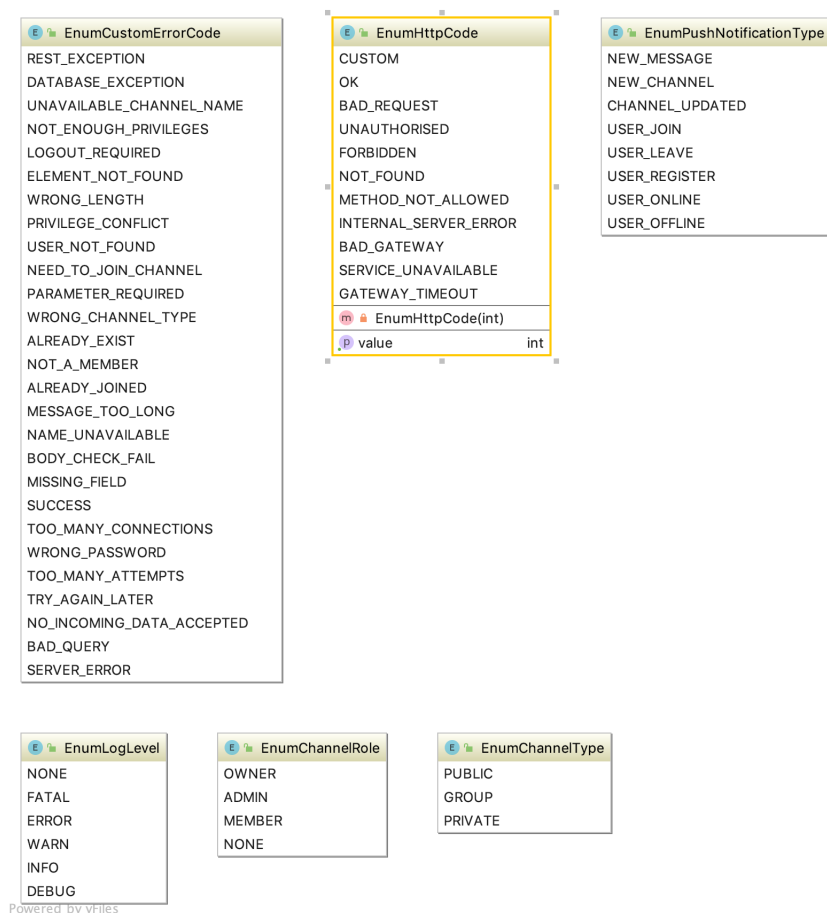 EnumCustomErrorCode
REST_EXCEPTION
DATABASE_EXCEPTION
UNAVAILABLE_CHANNEL_NAME
NOT_ENOUGH_PRIVILEGES
LOGOUT_REQUIRED
ELEMENT_NOT_FOUND
WRONG_LENGTH
PRIVILEGE_CONFLICT
USER_NOT_FOUND
NEED_TO_JOIN_CHANNEL
PARAMETER_REQUIRED
WRONG_CHANNEL_TYPE
ALREADY_EXIST
NOT_A_MEMBER
ALREADY_JOINED
MESSAGE_TOO_LONG
NAME_UNAVAILABLE
BODY_CHECK_FAIL
MISSING_FIELD
SUCCESS
TOO_MANY_CONNECTIONS
WRONG_PASSWORD
TOO_MANY_ATTEMPTS
TRY_AGAIN_LATER
NO_INCOMING_DATA_ACCEPTED
BAD_QUERY
SERVER_ERROR
EnumHttpCode
CUSTOM
OK
BAD_REQUEST
UNAUTHORISED
FORBIDDEN
NOT_FOUND
METHOD_NOT_ALLOWED
INTERNAL_SERVER_ERROR
BAD_GATEWAY
SERVICE_UNAVAILABLE
GATEWAY_TIMEOUT
m EnumHttpCode(int)
p value int
EnumPushNotificationType
NEW_MESSAGE
NEW_CHANNEL
CHANNEL_UPDATED
USER_JOIN
USER_LEAVE
USER_REGISTER
USER_ONLINE
USER_OFFLINE
EnumLogLevel
NONE
FATAL
ERROR
WARN
INFO
DEBUG
EnumChannelRole
OWNER
ADMIN
MEMBER
NONE
EnumChannelType
PUBLIC
GROUP
PRIVATE
Powered by yFiles